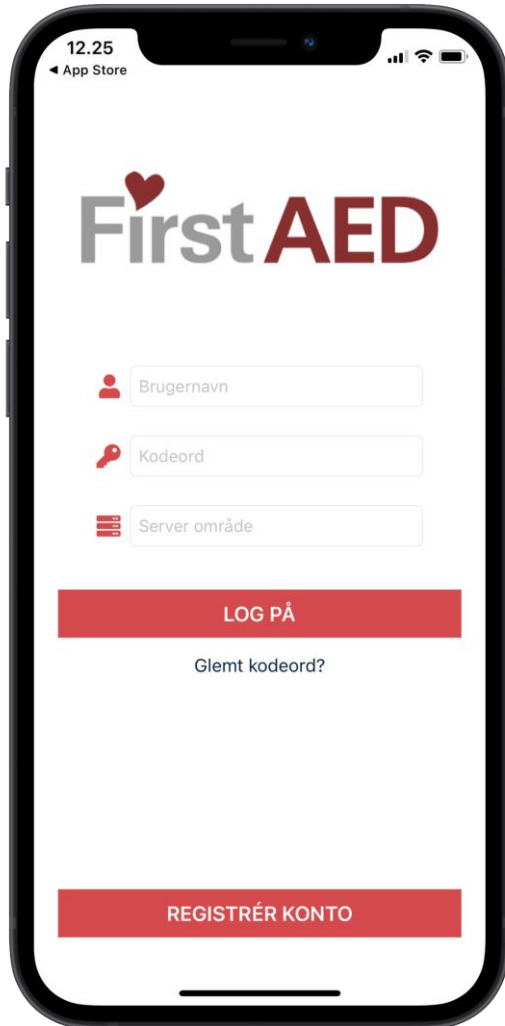 12.25
◀ App Store
First AED
Brugernavn
Kodeord
Server område
LOG PÅ
Glemt kodeord?
REGISTRÉR KONTO